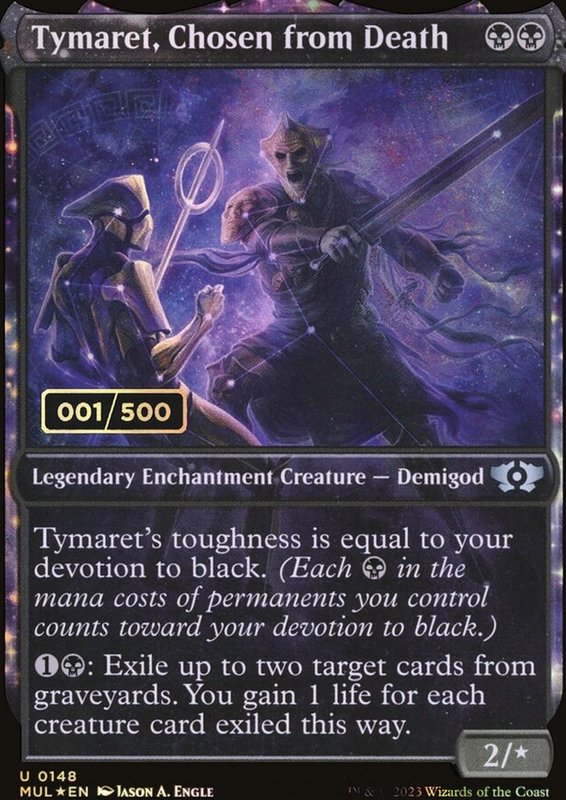 Tymaret, Chosen from Death
001/500
Legendary Enchantment Creature — Demigod
Tymaret's toughness is equal to your
devotion to black. (Each in the
mana costs of permanents you control
counts toward your devotion to black.)
1: Exile up to two target cards from
graveyards. You gain 1 life for each
creature card exiled this way.
2/★
U 0148
MUL★EN Jason A. Engle
2023 Wizards of the Coast